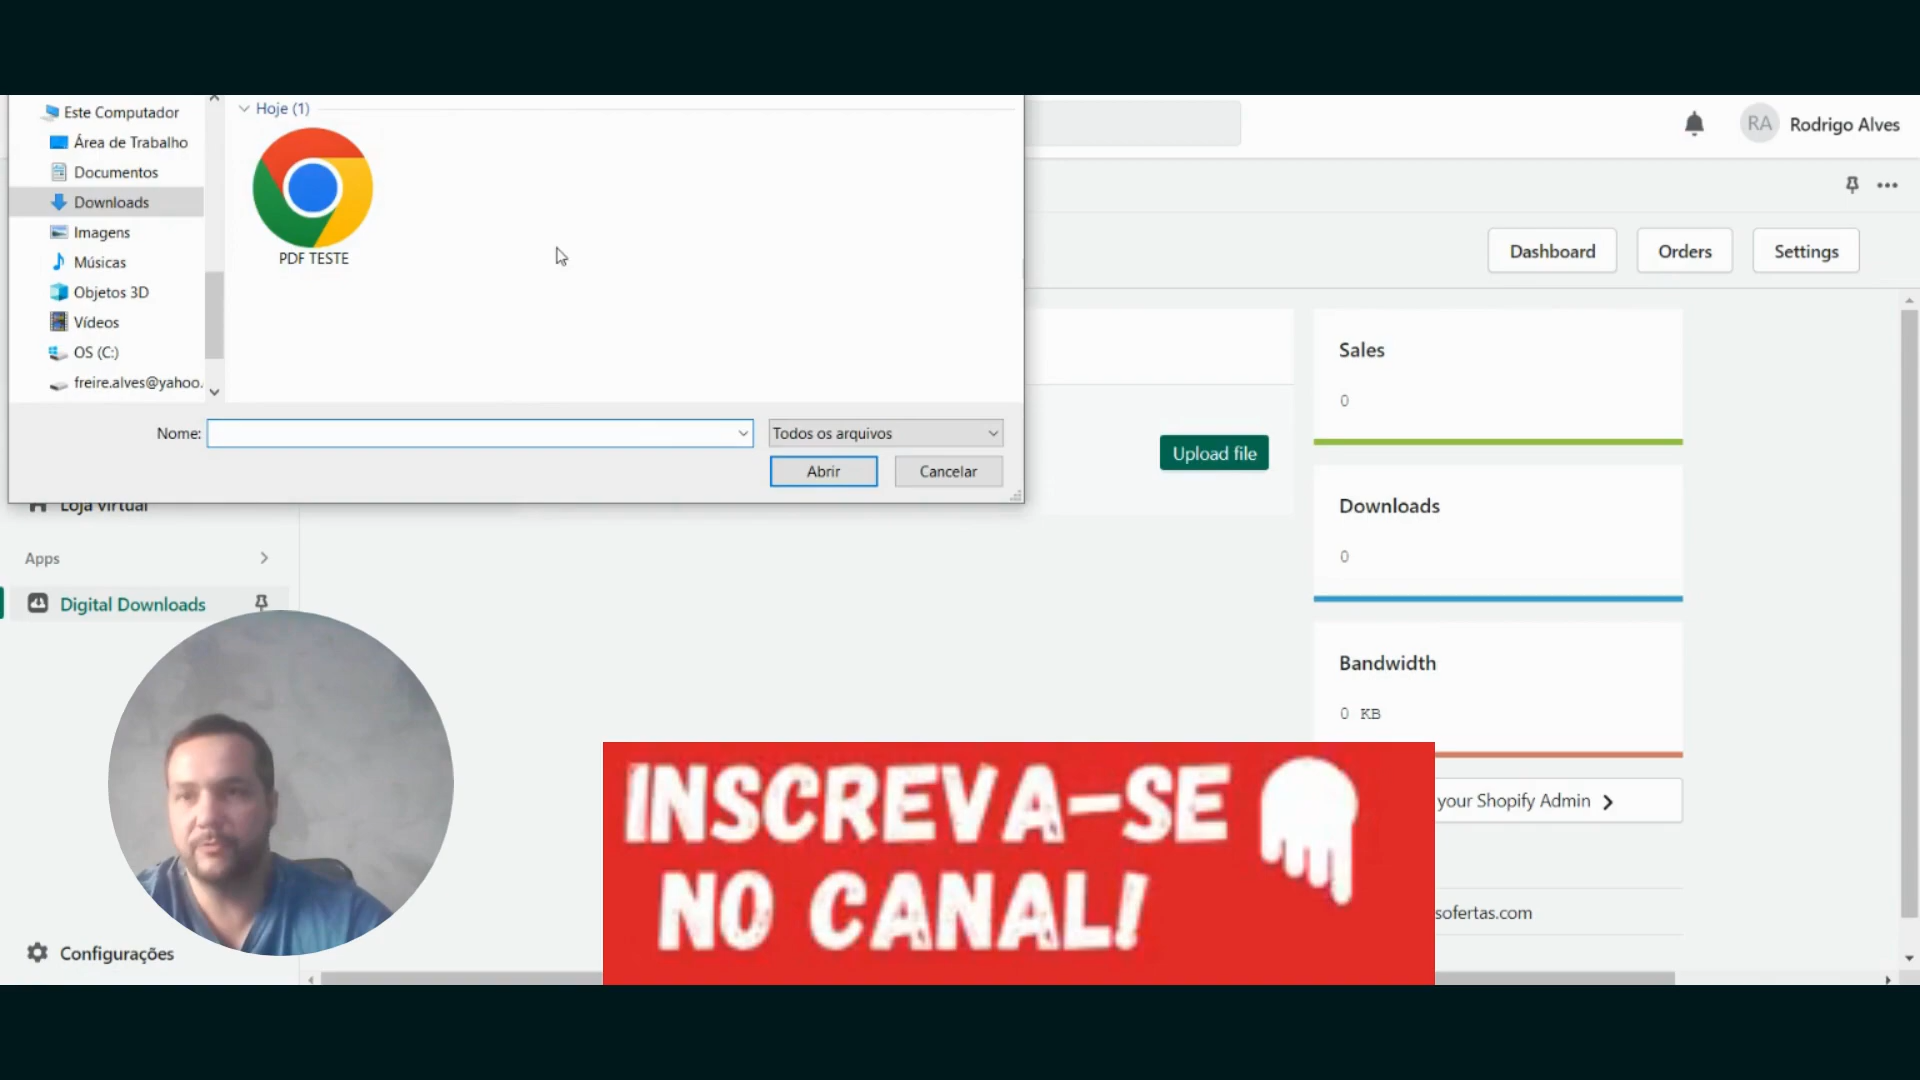 Este Computador
Área de Trabalho
Documentos
Downloads
Imagens
Músicas
Objetos 3D
Vídeos
OS (C:)
freire.alves@yahoo.
Hoje (1)
PDF TESTE
Nome:
Todos os arquivos
Abrir
Cancelar
RA
Rodrigo Alves
Dashboard
Orders
Settings
Upload file
Sales
0
Downloads
0
Bandwidth
0 KB
your Shopify Admin
sofertas.com
Loja virtual
Apps
Digital Downloads
Configurações
INSCREVA-SE
NO CANAL!